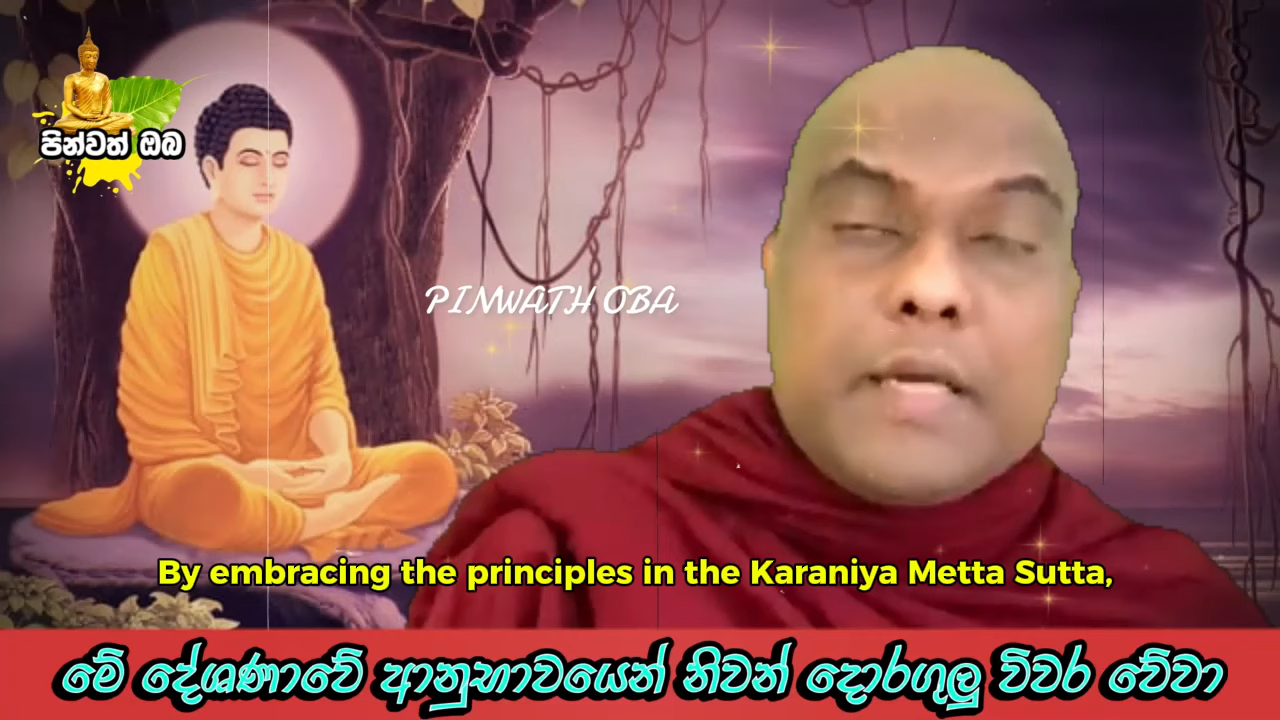 පින්වත් ඔබ
PINWATH OBA
By embracing the principles in the Karaniya Metta Sutta,
මේ දේශණාවේ ආනුභාවයෙන් නිවන් දොරගුලු විවර වේවා